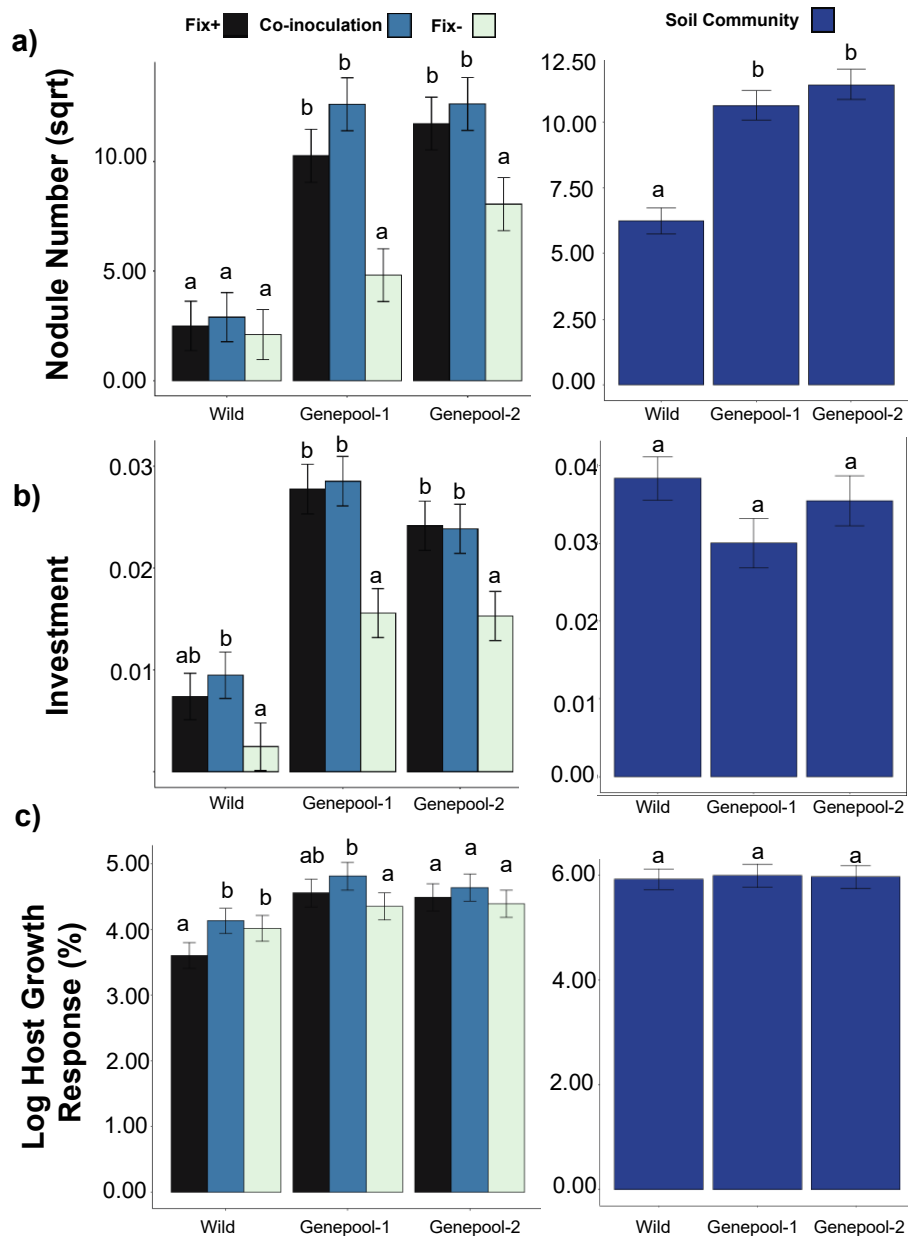 Fix+ Co-inoculation Fix-
Soil Community
a)
Nodule Number (sqrt)
10.00
5.00
0.00
a a a
b b a
b b a
Wild Genepool-1 Genepool-2
12.50
10.00
7.50
5.00
2.50
0.00
a b b
Wild Genepool-1 Genepool-2
b)
Investment
0.03
0.02
0.01
ab b a
b b a
b b a
Wild Genepool-1 Genepool-2
0.04
0.03
0.02
0.01
0.00
a a a
Wild Genepool-1 Genepool-2
c)
Log Host Growth
Response (%)
5.00
4.00
3.00
2.00
1.00
0.00
a b b
ab b a
a a a
Wild Genepool-1 Genepool-2
6.00
4.00
2.00
0.00
a a a
Wild Genepool-1 Genepool-2